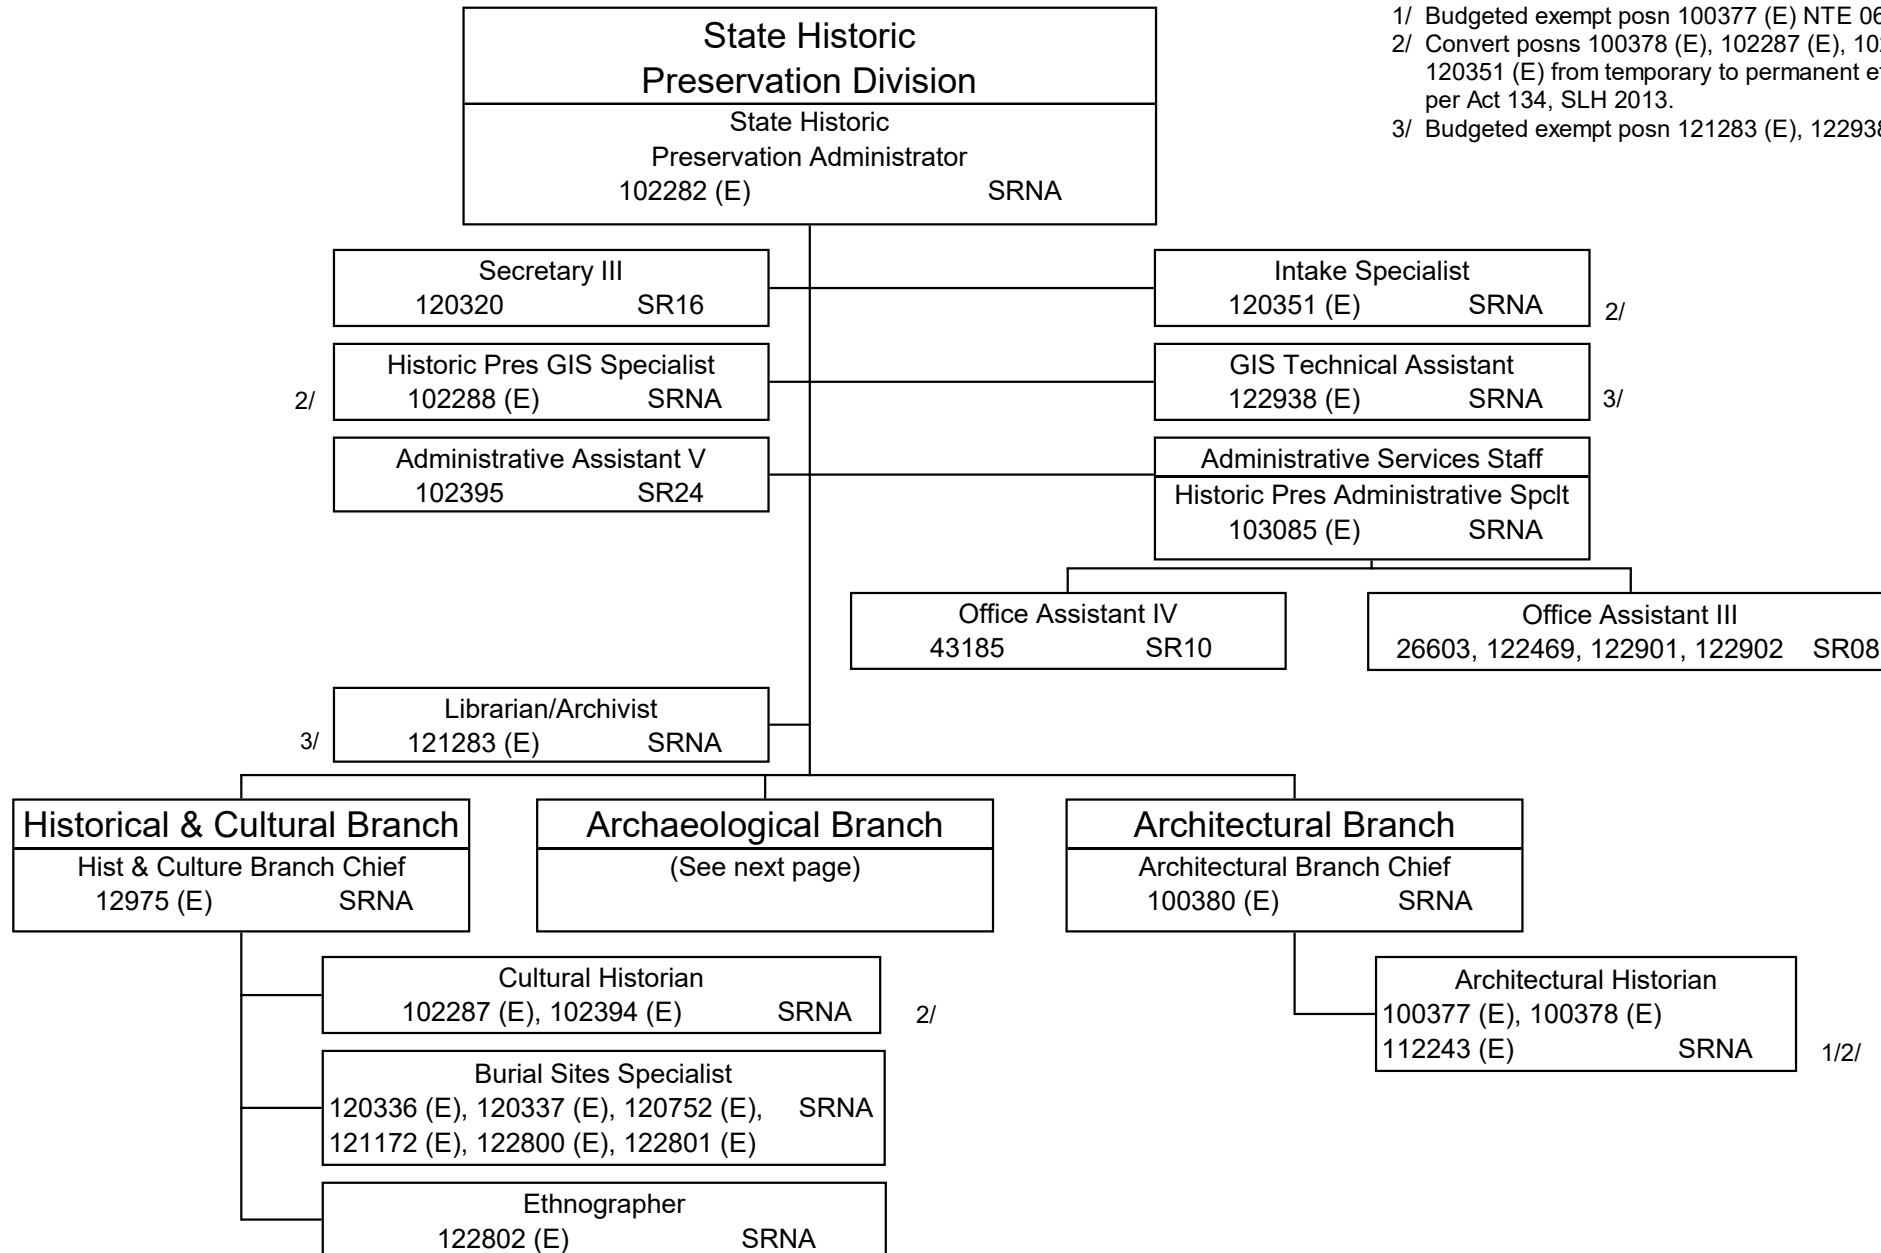 State Historic
Preservation Division
State Historic
Preservation Administrator
102282 (E) SRNA
1/ Budgeted exempt posn 100377 (E) NTE
2/ Convert posns 100378 (E), 102287 (E),
120351 (E) from temporary to permanent
per Act 134, SLH 2013.
3/ Budgeted exempt posn 121283 (E), 122938
Secretary III
120320 SR16
Intake Specialist
120351 (E) SRNA
2/
Historic Pres GIS Specialist
102288 (E) SRNA
2/
GIS Technical Assistant
122938 (E) SRNA
3/
Administrative Assistant V
102395 SR24
Administrative Services Staff
Historic Pres Administrative Spclt
103085 (E) SRNA
Office Assistant IV
43185 SR10
Office Assistant III
26603, 122469, 122901, 122902 SR08
Librarian/Archivist
121283 (E) SRNA
3/
Historical & Cultural Branch
Hist & Culture Branch Chief
12975 (E) SRNA
Archaeological Branch
(See next page)
Architectural Branch
Architectural Branch Chief
100380 (E) SRNA
Cultural Historian
102287 (E), 102394 (E) SRNA
2/
Burial Sites Specialist
120336 (E), 120337 (E), 120752 (E), SRNA
121172 (E), 122800 (E), 122801 (E)
Ethnographer
122802 (E) SRNA
Architectural Historian
100377 (E), 100378 (E)
112243 (E) SRNA
1/2/